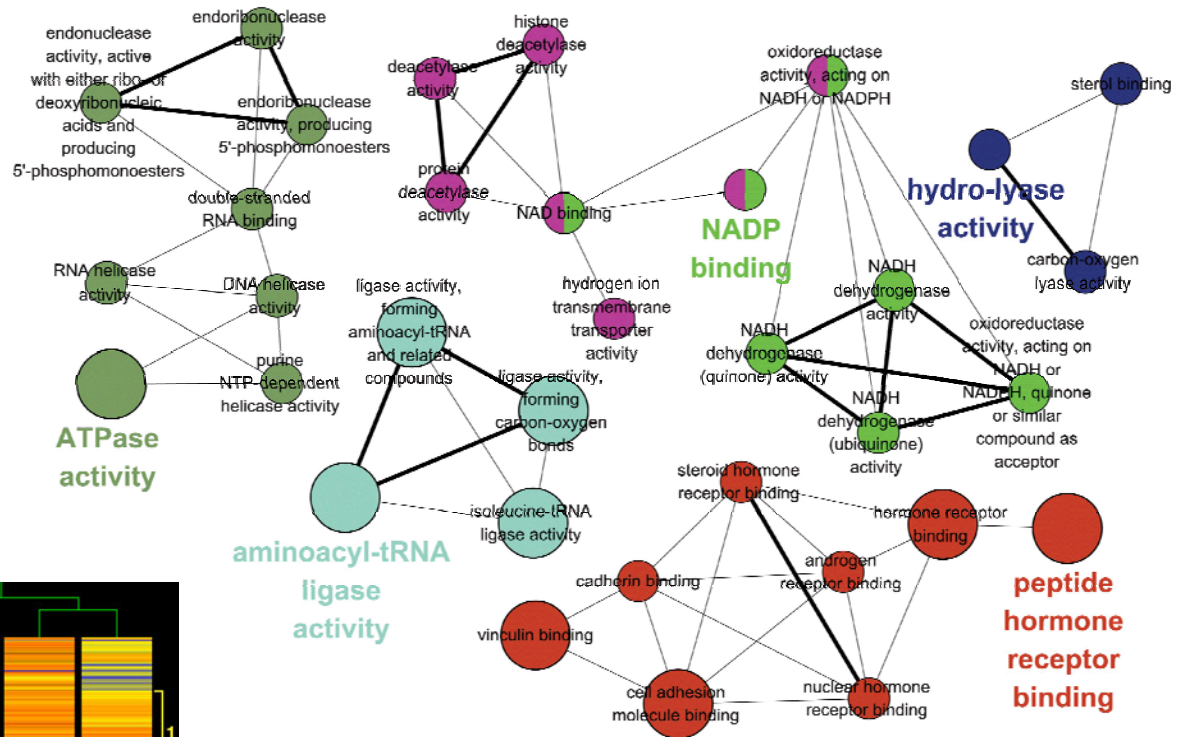 endonuclease
activity, active
with either ribo- or
deoxyribonucleic
acids and
producing
5'-phosphomonoesters
endoribonuclease
activity
endoribonuclease
activity, producing
5'-phosphomonoesters
double-stranded
RNA binding
RNA helicase
activity
DNA helicase
activity
purine
NTP-dependent
helicase activity
ATPase
activity
histone
deacetylase
activity
deacetylase
activity
protein
deacetylase
activity
NAD binding
hydrogen ion
transmembrane
transporter
activity
oxidoreductase
activity, acting on
NADH or NADPH
NADP
binding
sterol binding
hydro-lyase
activity
carbon-oxygen
lyase activity
NADH
dehydrogenase
activity
NADH
dehydrogenase
(quinone) activity
NADH
dehydrogenase
(ubiquinone)
activity
oxidoreductase
activity, acting on
NADH or
NADPH, quinone
or similar
compound as
acceptor
ligase activity,
forming
aminoacyl-tRNA
and related
compounds
ligase activity,
forming
carbon-oxygen
bonds
isoleucine-tRNA
ligase activity
aminoacyl-tRNA
ligase
activity
steroid hormone
receptor binding
hormone receptor
binding
androgen
receptor binding
cadherin binding
vinculin binding
cell adhesion
molecule binding
nuclear hormone
receptor binding
peptide
hormone
receptor
binding
1